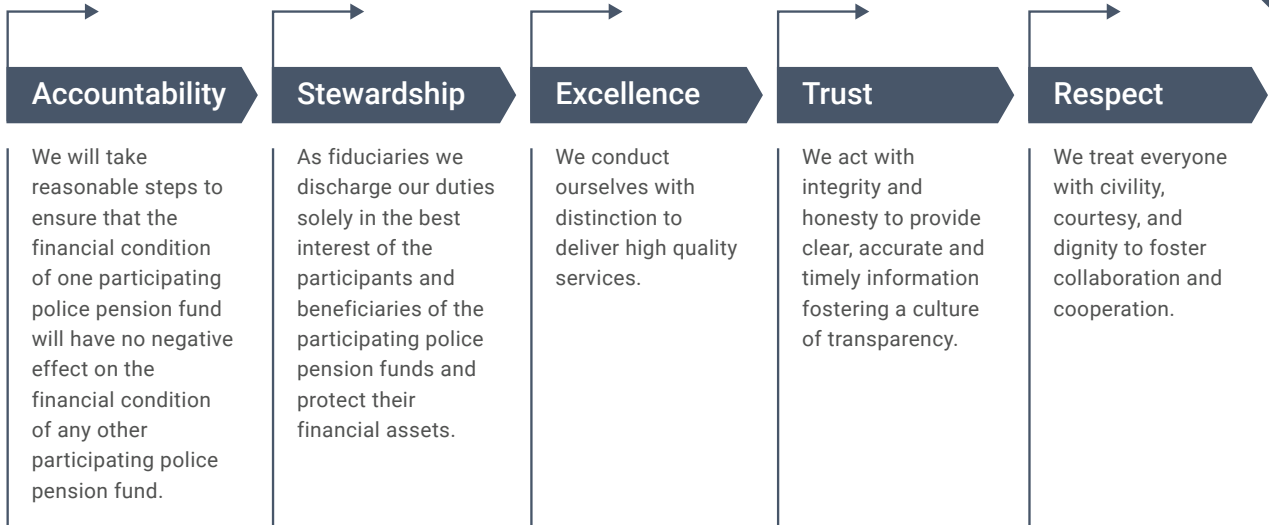 Accountability
We will take
reasonable steps to
ensure that the
financial condition
of one participating
police pension fund
will have no negative
effect on the
financial condition
of any other
participating police
pension fund.
Stewardship
As fiduciaries we
discharge our duties
solely in the best
interest of the
participants and
beneficiaries of the
participating police
pension funds and
protect their
financial assets.
Excellence
We conduct
ourselves with
distinction to
deliver high quality
services.
Trust
We act with
integrity and
honesty to provide
clear, accurate and
timely information
fostering a culture
of transparency.
Respect
We treat everyone
with civility,
courtesy, and
dignity to foster
collaboration and
cooperation.